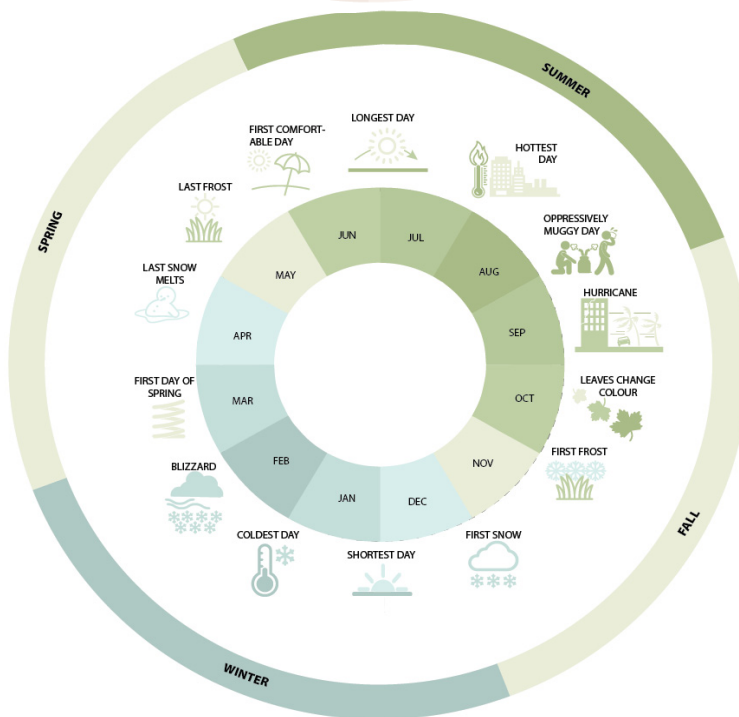 SUMMER
LONGEST DAY
FIRST COMFORT-
ABLE DAY
HOTTEST
DAY
LAST FROST
OPPRESSIVELY
MUGGY DAY
SPRING
JUN
JUL
MAY
AUG
LAST SNOW
MELTS
HURRICANE
APR
SEP
FIRST DAY OF
SPRING
MAR
OCT
LEAVES CHANGE
COLOUR
BLIZZARD
FEB
NOV
FIRST FROST
JAN
DEC
COLDEST DAY
SHORTEST DAY
FIRST SNOW
FALL
WINTER